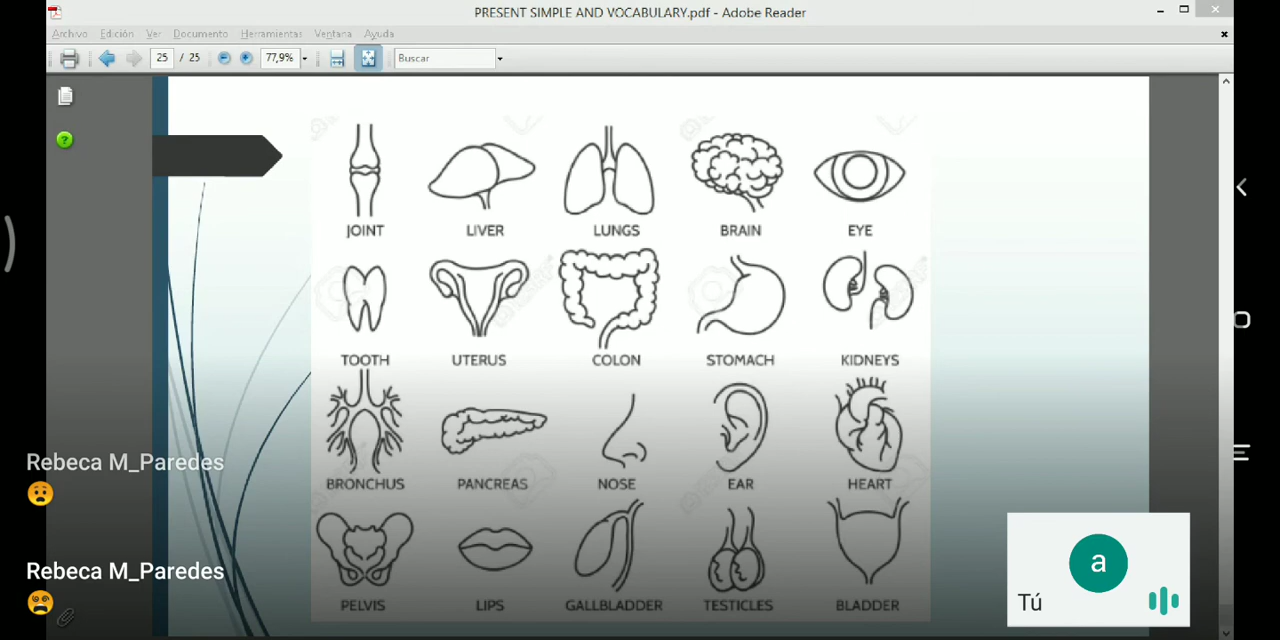 PRESENT SIMPLE AND VOCABULARY.pdf - Adobe Reader
Archivo Edición Ver Documento Herramientas Ventana Ayuda
25 / 25 77,9% Buscar
JOINT LIVER LUNGS BRAIN EYE
TOOTH UTERUS COLON STOMACH KIDNEYS
BRONCHUS PANCREAS NOSE EAR HEART
PELVIS LIPS GALLBLADDER TESTICLES BLADDER
Rebeca M_Paredes
Rebeca M_Paredes
a
Tú